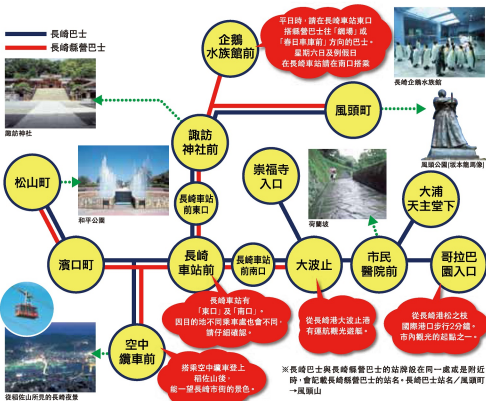 長崎巴士
長崎縣營巴士
企鵝
水族館前
平日時,請在長崎車站東口
搭縣營巴士往「網場」或
「春日車庫前」方向的巴士。
星期六日及例假日
在長崎車站請在南口搭乘
長崎企鵝水族館
諏訪神社
諏訪
神社前
風頭町
風頭公園(坂本龍馬像)
松山町
和平公園
長崎車站
前東口
崇福寺
入口
荷蘭坡
大浦
天主堂下
濱口町
長崎
車站前
長崎車站
前南口
大波止
市民
醫院前
哥拉巴
園入口
長崎車站有
「東口」及「南口」。
因目的地不同乘車處也會不同,
請仔細確認。
從長崎港大波止港
有運航觀光遊艇。
從長崎港松之枝
國際港口步行2分鐘。
市內觀光的起點之一。
空中
纜車前
搭乘空中纜車登上
稻佐山後,
能一望長崎市街的景色。
從稻佐山所見的長崎夜景
※長崎巴士與長崎縣營巴士的站牌設在同一處或是附近
時,會記載長崎縣營巴士的站名。長崎巴士站名/風頭町
→風頭山